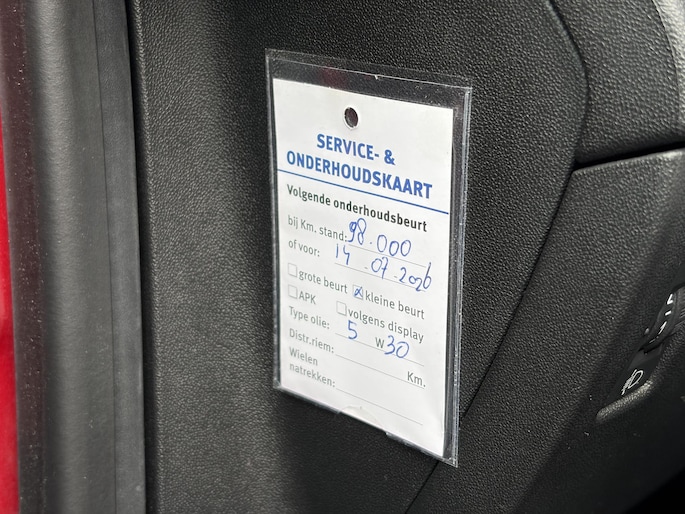 SERVICE- &
ONDERHOUDSKAART
Volgende onderhoudsbeurt
bij Km. stand: 98.000
of voor: 14.07.2026
grote beurt kleine beurt
APK volgens display
Type olie: 5 W 30
Distr.riem: Km.
Wielen
natrekken: